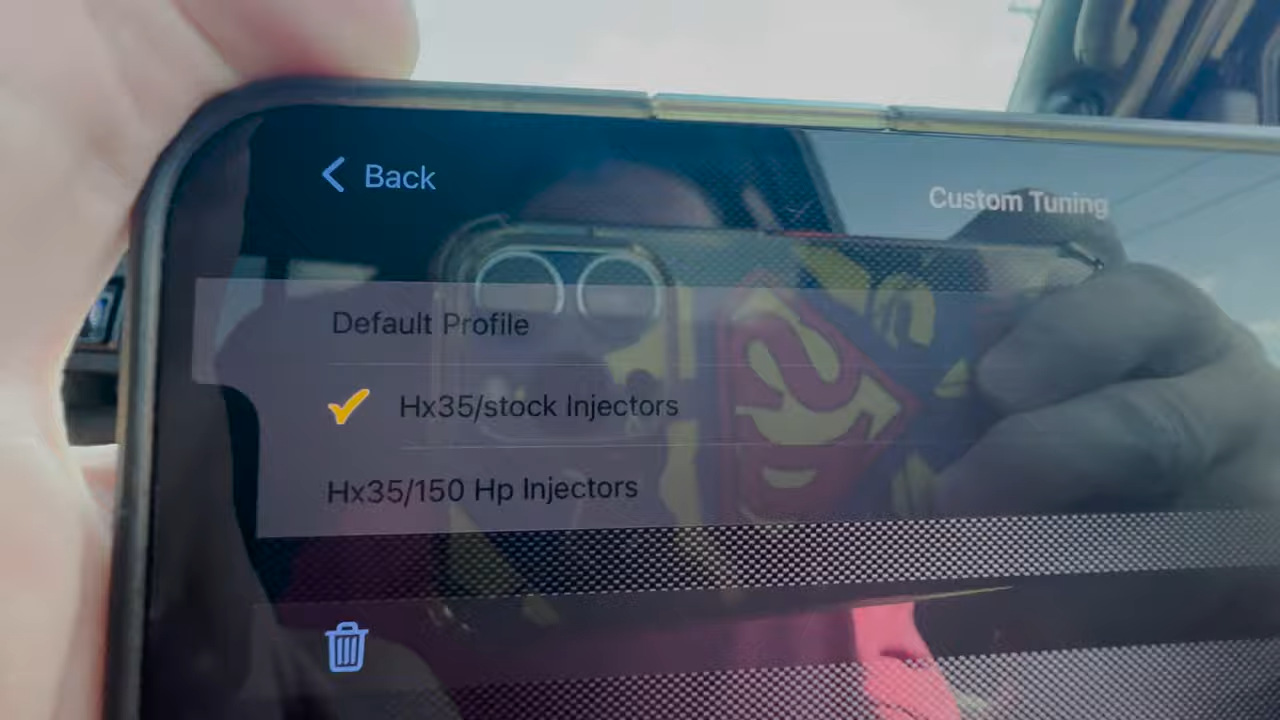 Back
Custom Tuning
Default Profile
Hx35/stock Injectors
Hx35/150 Hp Injectors